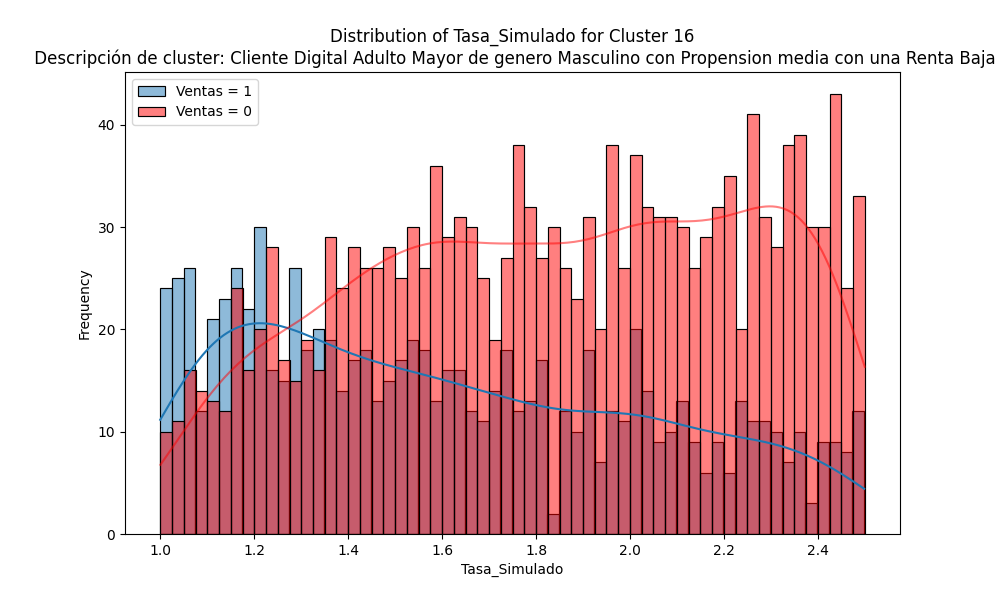 Distribution of Tasa_Simulado for Cluster 16
Descripción de cluster: Cliente Digital Adulto Mayor de genero Masculino con Propension media con una Renta Baja
Ventas = 1
Ventas = 0
Frequency
40
30
20
10
0
1.0 1.2 1.4 1.6 1.8 2.0 2.2 2.4
Tasa_Simulado